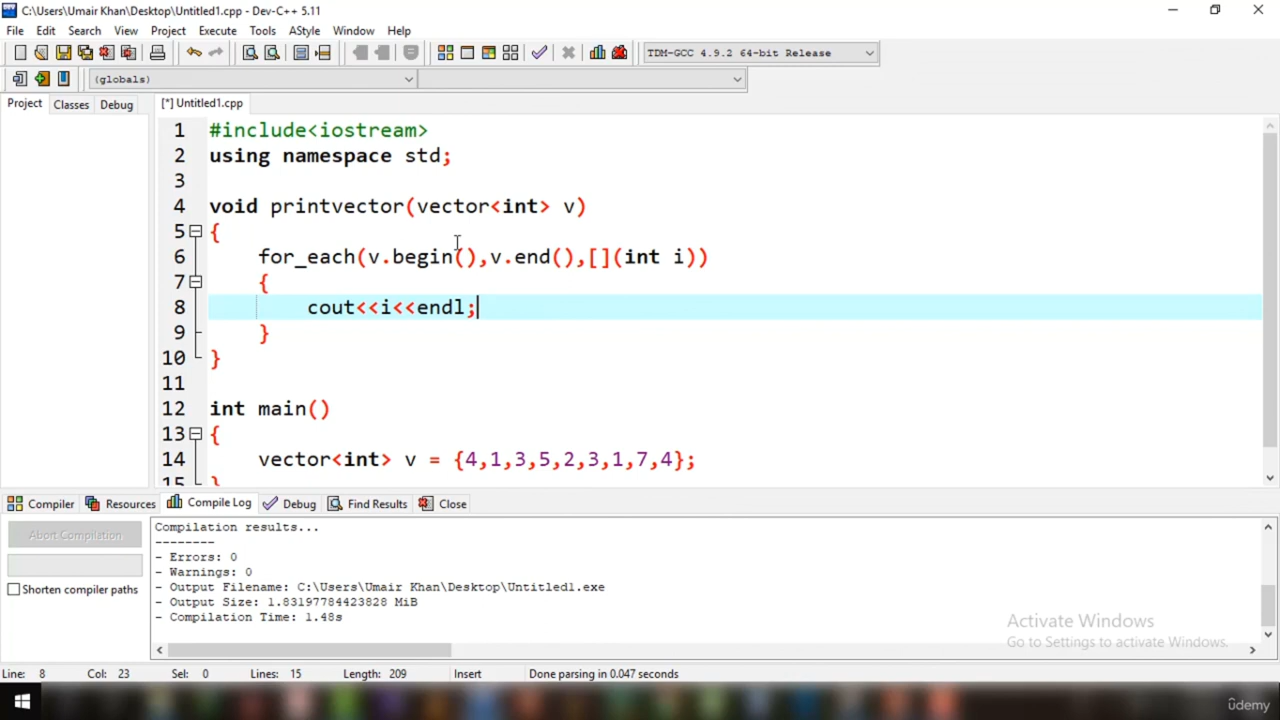 C:\Users\Umair Khan\Desktop\Untitled1.cpp - Dev-C++ 5.11
File Edit Search View Project Execute Tools AStyle Window Help
TDM-GCC 4.9.2 64-bit Release
(globals)
Project Classes Debug [*] Untitled1.cpp
1 #include<iostream>
2 using namespace std;
3
4 void printvector(vector<int> v)
5 {
6 for_each(v.begin(),v.end(),[](int i))
7 {
8 cout<<i<<endl;
9 }
10 }
11
12 int main()
13 {
14 vector<int> v = {4,1,3,5,2,3,1,7,4};
15 }
Compiler Resources Compile Log Debug Find Results Close
Abort Compilation
Shorten compiler paths
Compilation results...
--------
- Errors: 0
- Warnings: 0
- Output Filename: C:\Users\Umair Khan\Desktop\Untitled1.exe
- Output Size: 1.83197784423828 MiB
- Compilation Time: 1.48s
Activate Windows
Go to Settings to activate Windows.
Line: 8 Col: 23 Sel: 0 Lines: 15 Length: 209 Insert Done parsing in 0.047 seconds
ûdemy